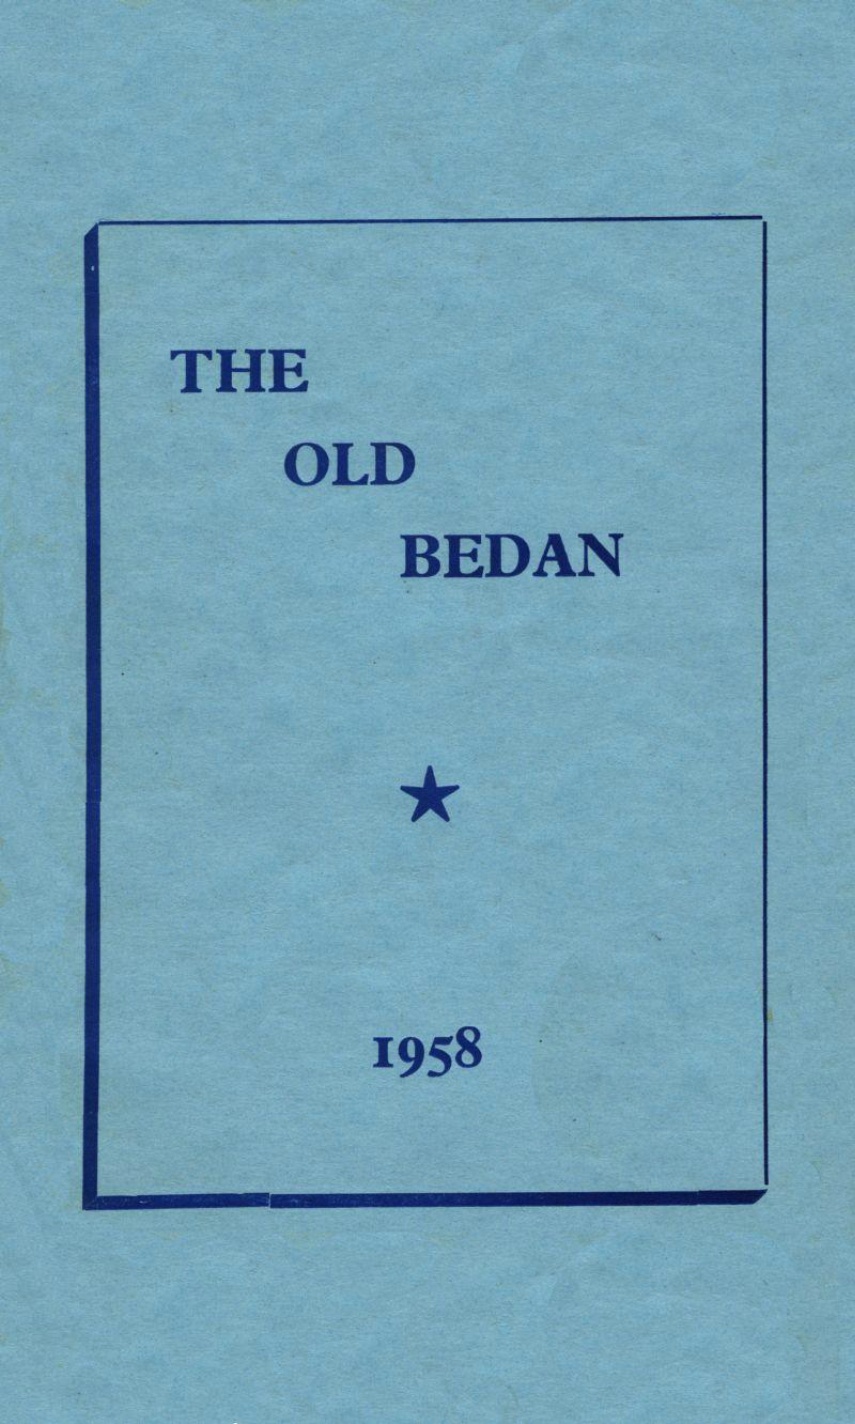 THE
OLD
BEDAN
1958